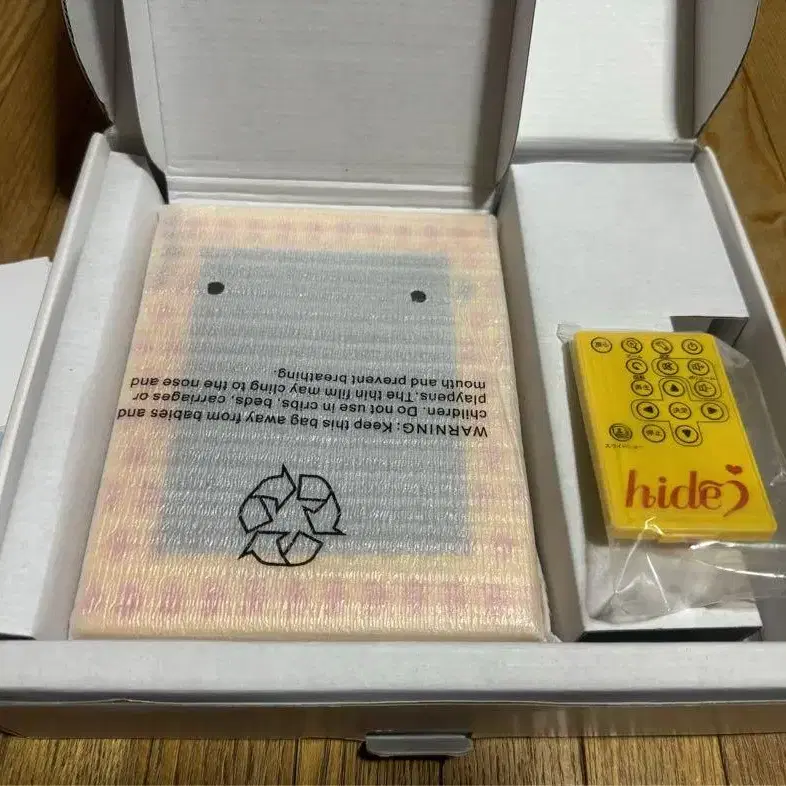 WARNING: Keep this bag away from babies and
children. Do not use in cribs, beds, carriages or
playpens. The thin film may cling to the nose and
mouth and prevent breathing.
hide